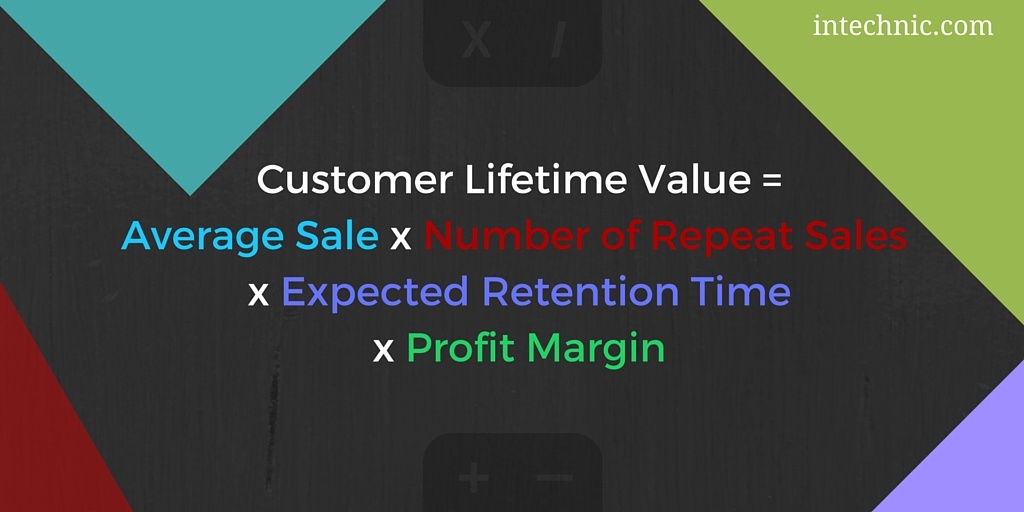 intechnic.com
X /
Customer Lifetime Value =
Average Sale x Number of Repeat Sales
x Expected Retention Time
x Profit Margin
+ −